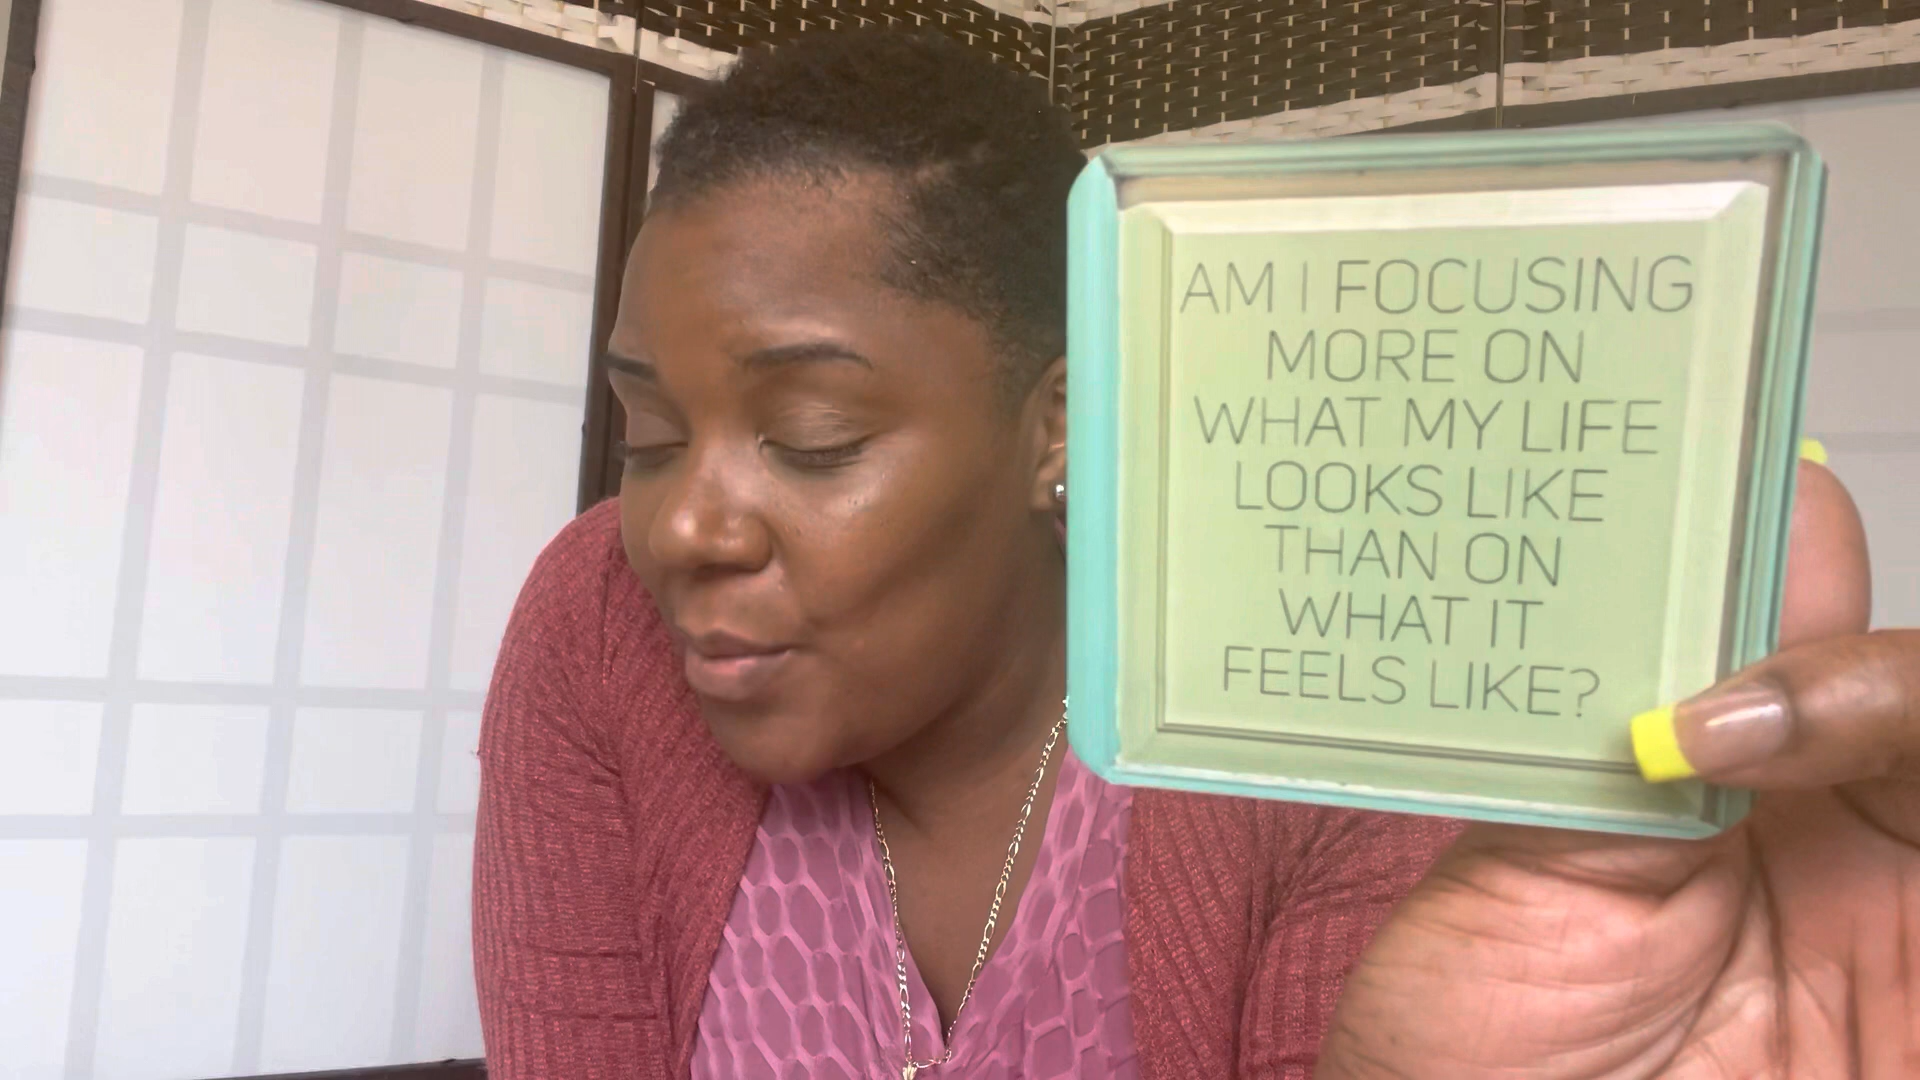 AM I FOCUSING
MORE ON
WHAT MY LIFE
LOOKS LIKE
THAN ON
WHAT IT
FEELS LIKE?